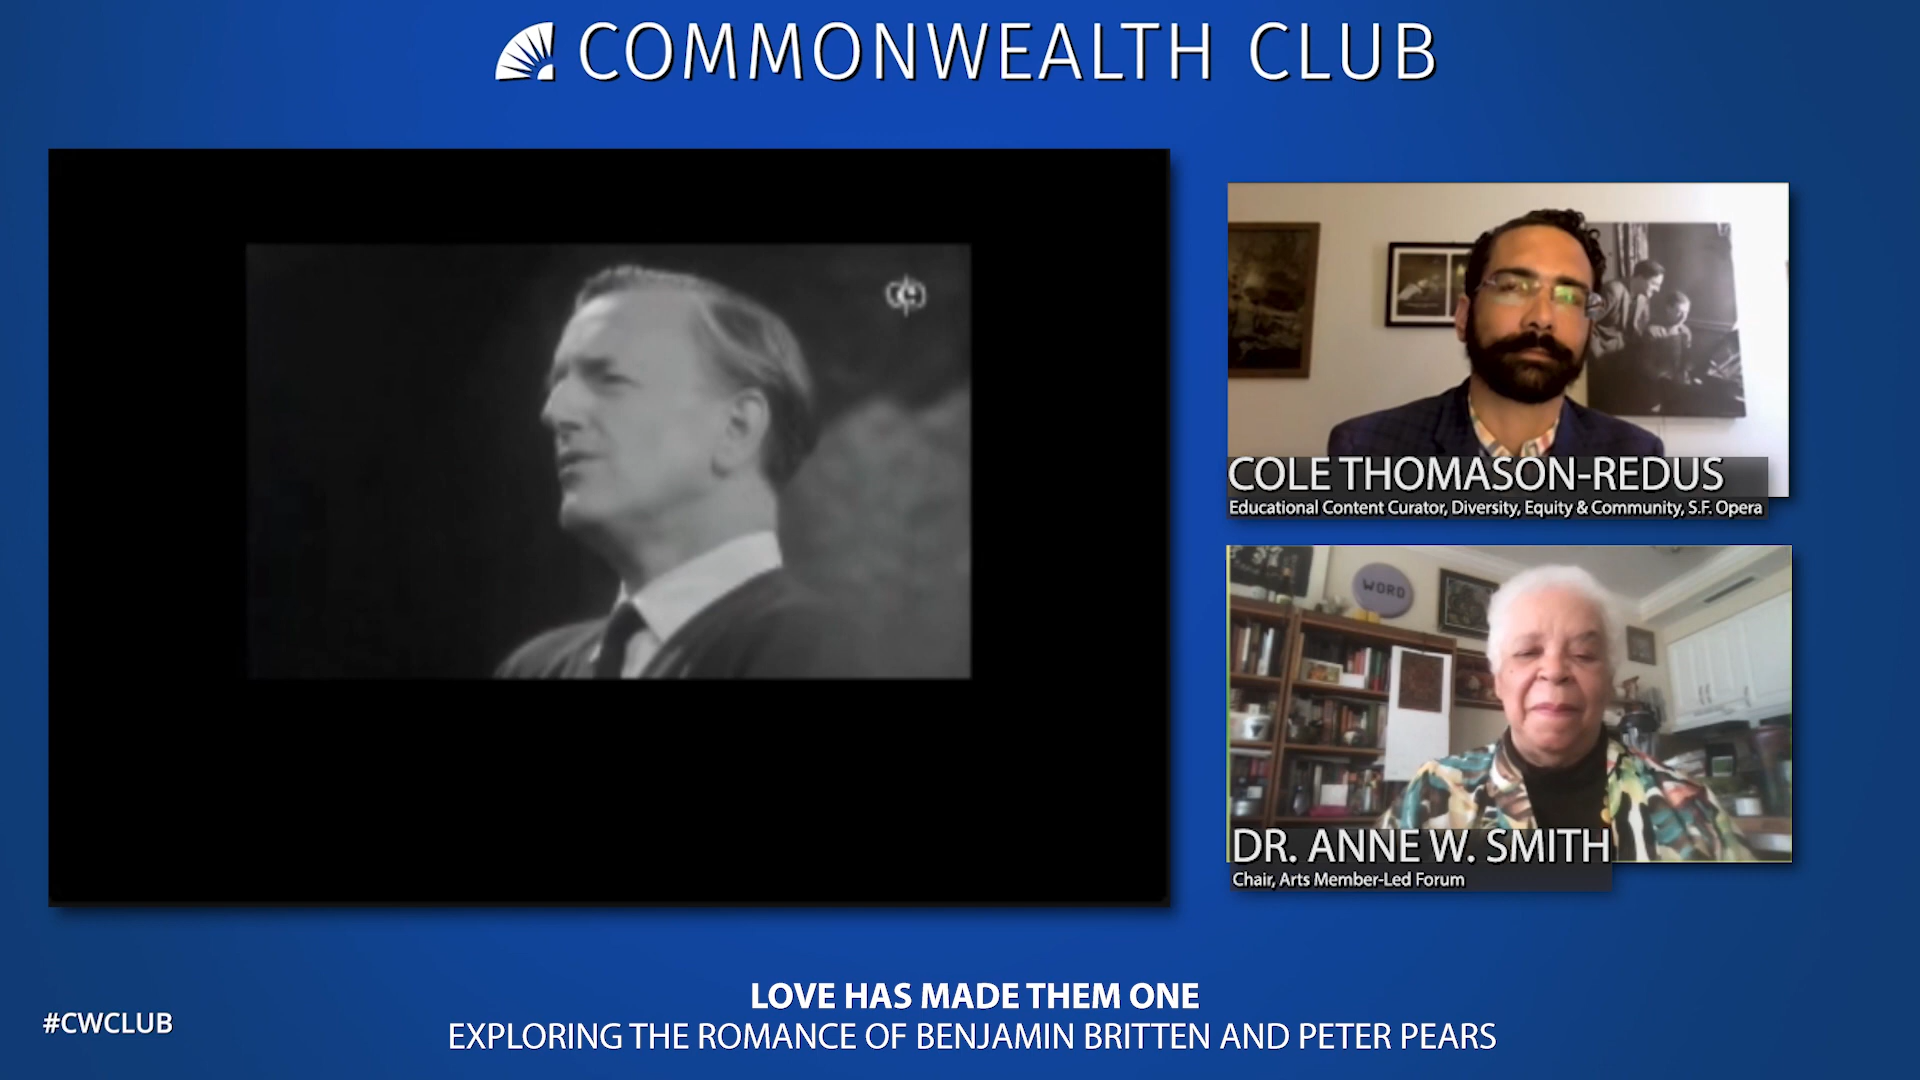 COMMONWEALTH CLUB
COLE THOMASON-REDUS
Educational Content Curator, Diversity, Equity & Community, S.F. Opera
WORD
DR. ANNE W. SMITH
Chair, Arts Member-Led Forum
LOVE HAS MADE THEM ONE
#CWCLUB
EXPLORING THE ROMANCE OF BENJAMIN BRITTEN AND PETER PEARS